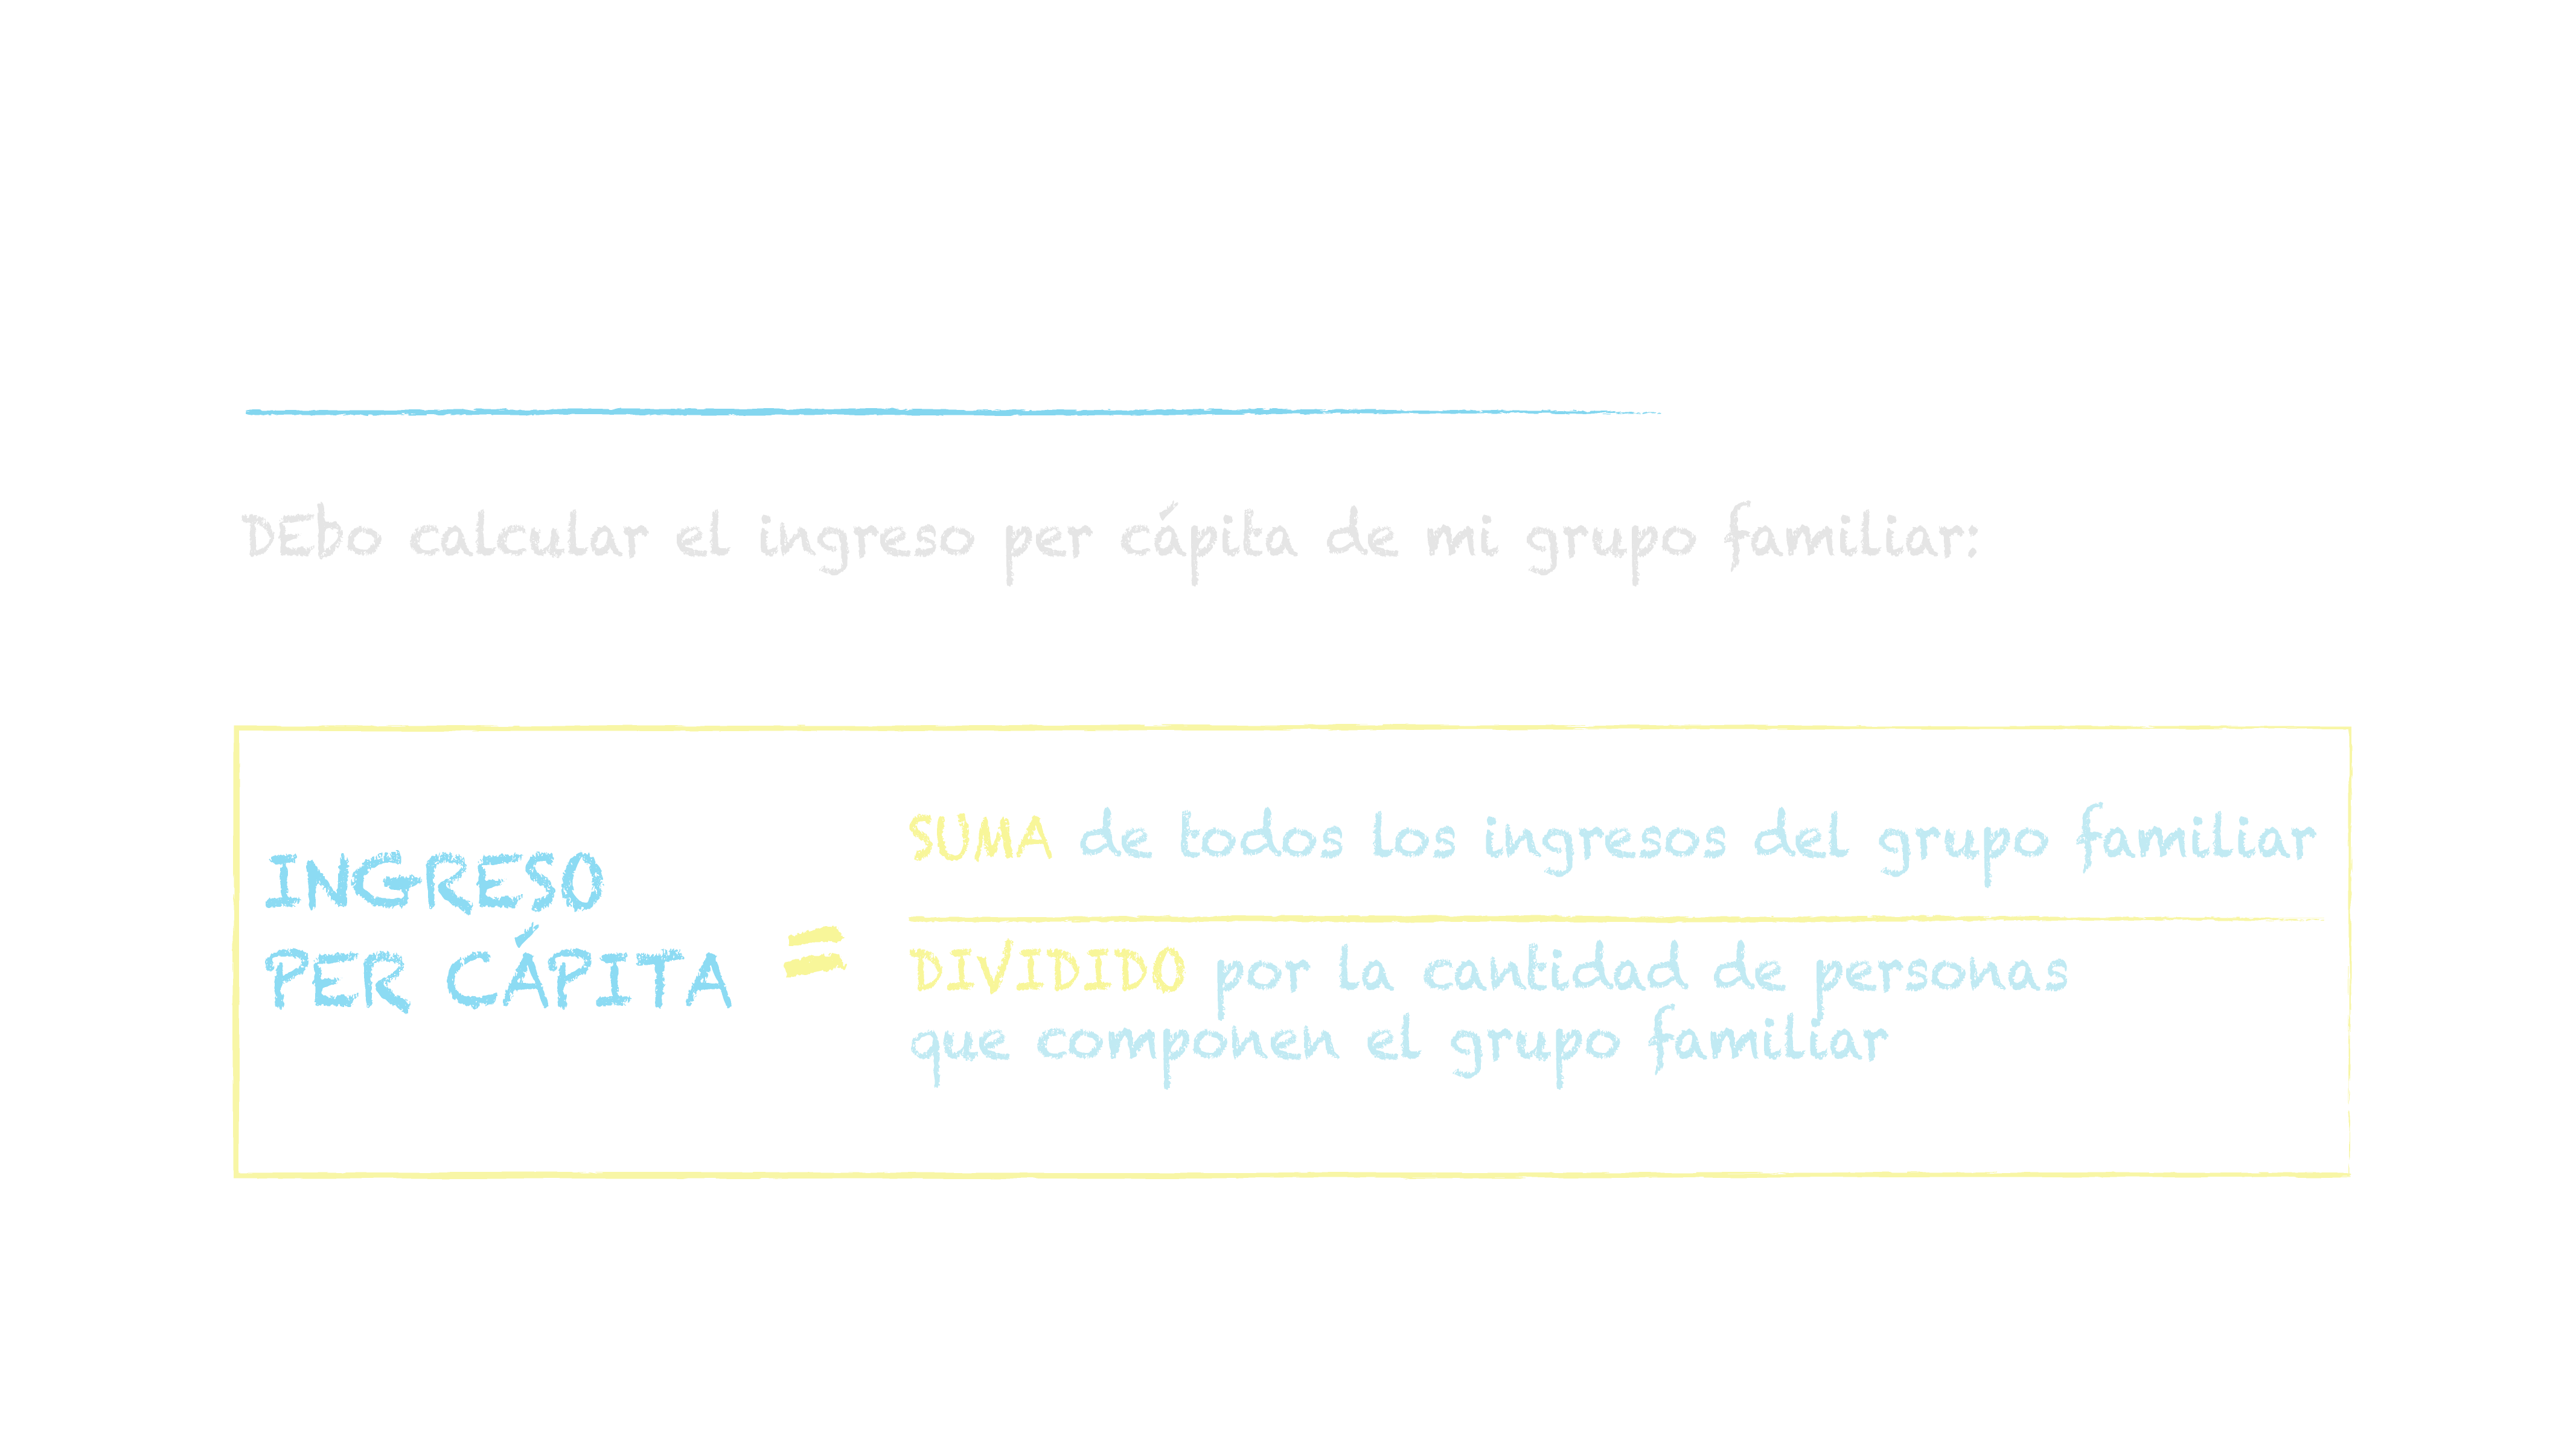 DEbo calcular el ingreso per cápita de mi grupo familiar:
INGRESO
PER CÁPITA
=
SUMA de todos los ingresos del grupo familiar
DIVIDIDO por la cantidad de personas
que componen el grupo familiar